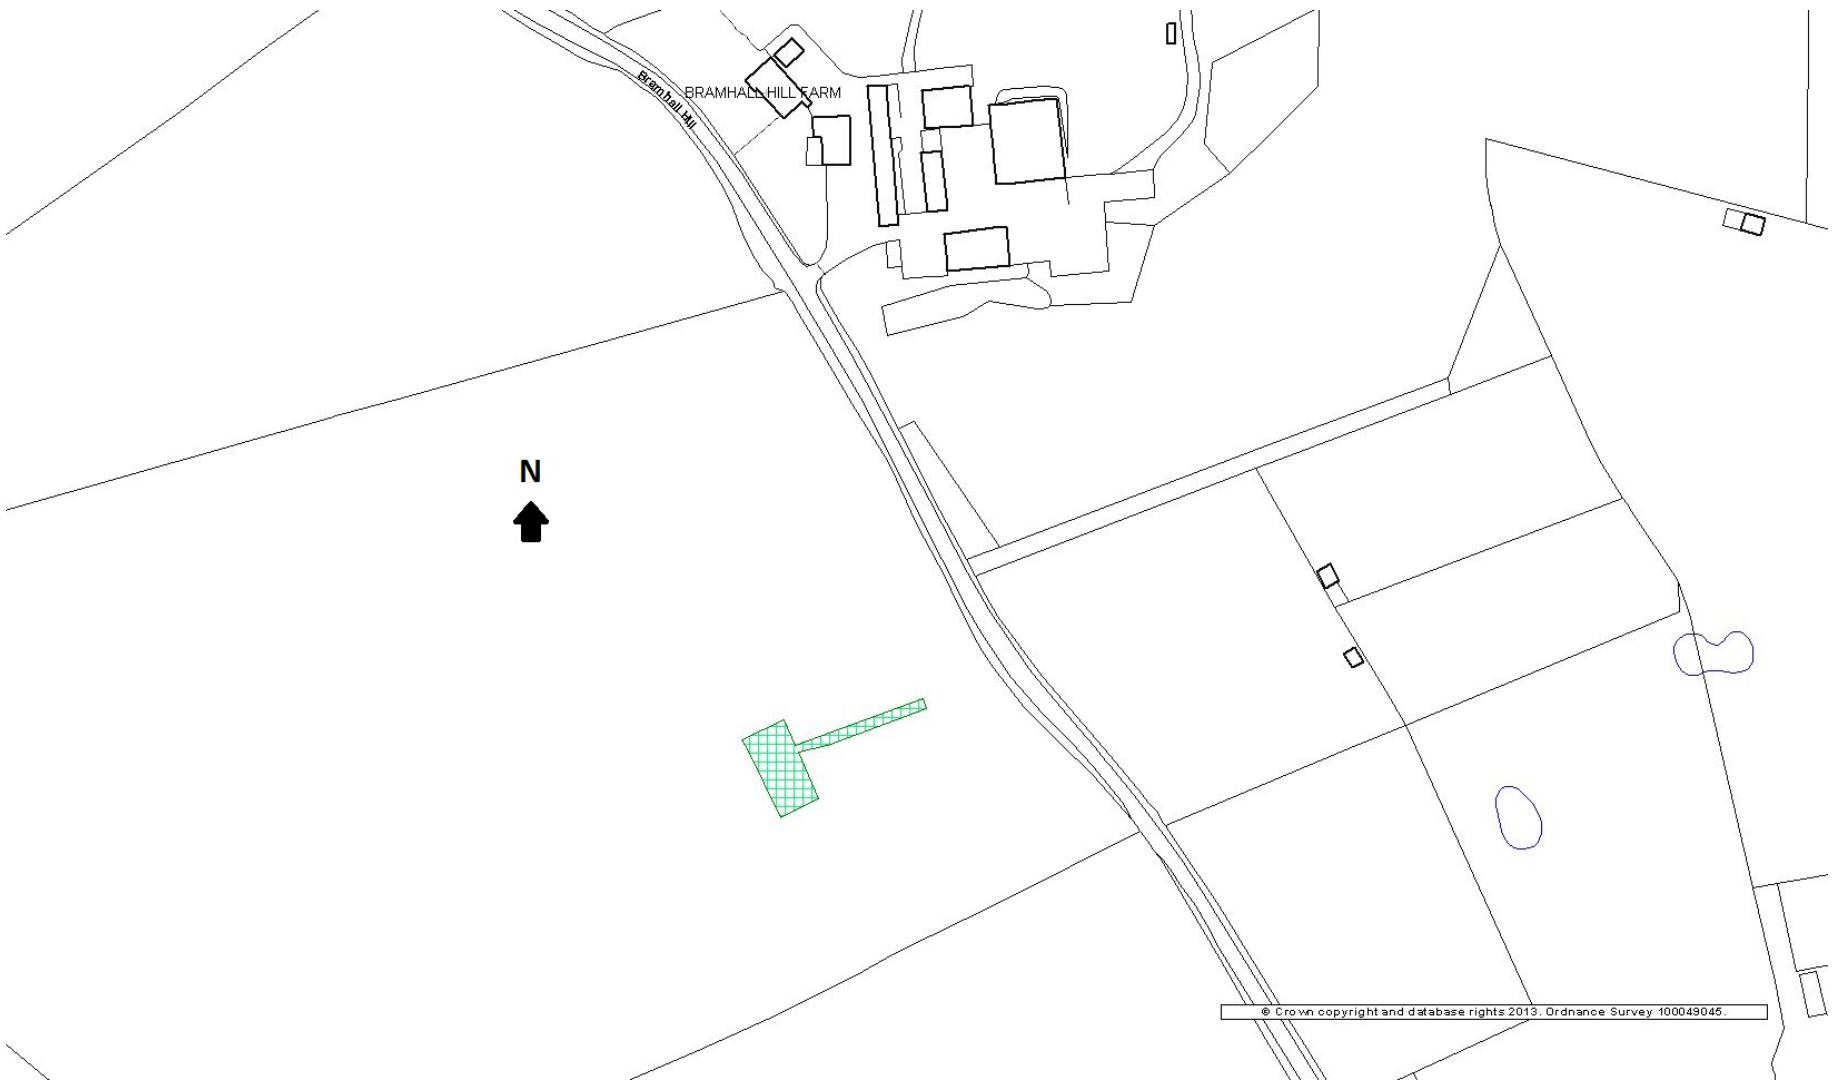 Bramhall Hill
BRAMHALL HILL FARM
N
© Crown copyright and database rights 2013. Ordnance Survey 100049045.